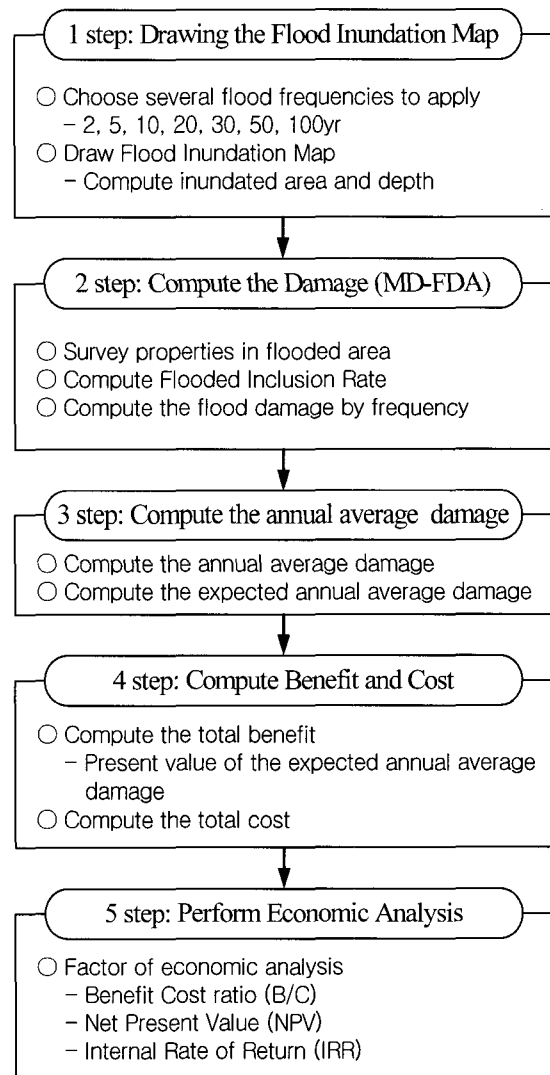 1 step: Drawing the Flood Inundation Map
○ Choose several flood frequencies to apply
– 2, 5, 10, 20, 30, 50, 100yr
○ Draw Flood Inundation Map
– Compute inundated area and depth
2 step: Compute the Damage (MD-FDA)
○ Survey properties in flooded area
○ Compute Flooded Inclusion Rate
○ Compute the flood damage by frequency
3 step: Compute the annual average damage
○ Compute the annual average damage
○ Compute the expected annual average damage
4 step: Compute Benefit and Cost
○ Compute the total benefit
– Present value of the expected annual average
damage
○ Compute the total cost
5 step: Perform Economic Analysis
○ Factor of economic analysis
– Benefit Cost ratio (B/C)
– Net Present Value (NPV)
– Internal Rate of Return (IRR)